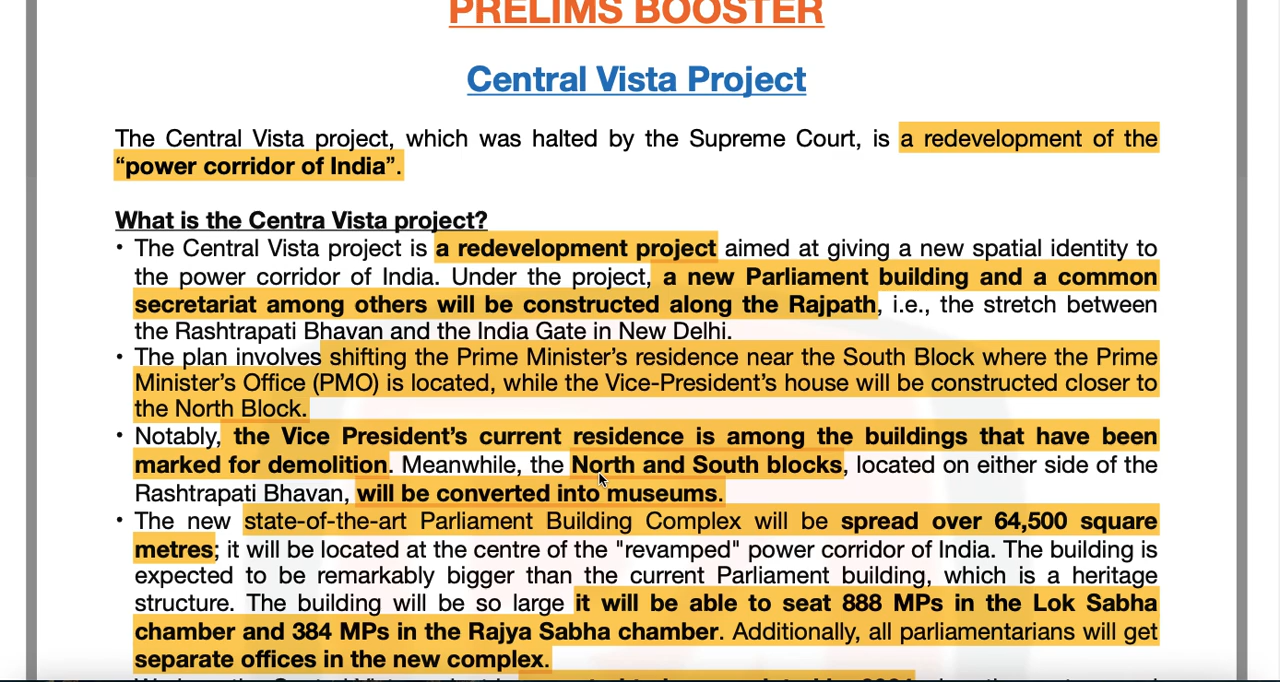 PRELIMS BOOSTER
Central Vista Project
The Central Vista project, which was halted by the Supreme Court, is a redevelopment of the
“power corridor of India”.
What is the Centra Vista project?
• The Central Vista project is a redevelopment project aimed at giving a new spatial identity to
the power corridor of India. Under the project, a new Parliament building and a common
secretariat among others will be constructed along the Rajpath, i.e., the stretch between
the Rashtrapati Bhavan and the India Gate in New Delhi.
• The plan involves shifting the Prime Minister’s residence near the South Block where the Prime
Minister’s Office (PMO) is located, while the Vice-President’s house will be constructed closer to
the North Block.
• Notably, the Vice President’s current residence is among the buildings that have been
marked for demolition. Meanwhile, the North and South blocks, located on either side of the
Rashtrapati Bhavan, will be converted into museums.
• The new state-of-the-art Parliament Building Complex will be spread over 64,500 square
metres; it will be located at the centre of the "revamped" power corridor of India. The building is
expected to be remarkably bigger than the current Parliament building, which is a heritage
structure. The building will be so large it will be able to seat 888 MPs in the Lok Sabha
chamber and 384 MPs in the Rajya Sabha chamber. Additionally, all parliamentarians will get
separate offices in the new complex.